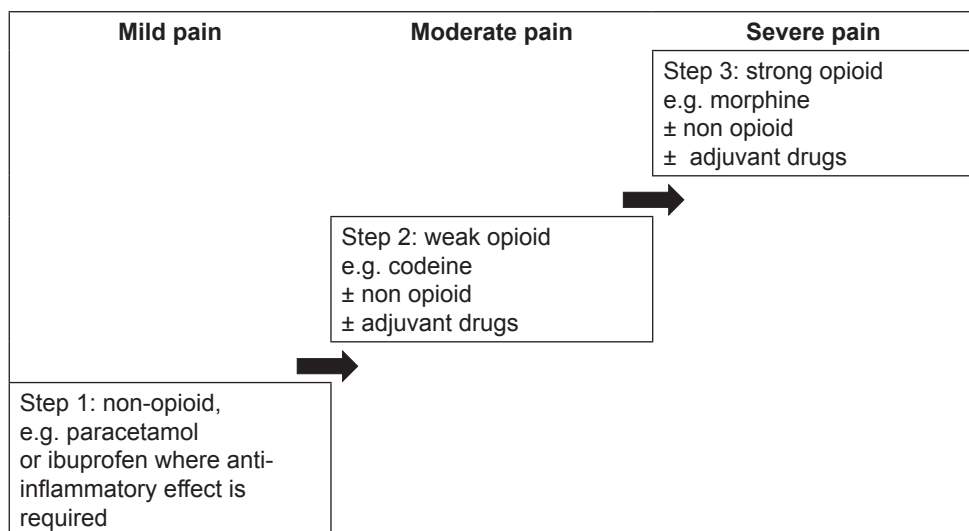 Mild pain
Moderate pain
Severe pain
Step 3: strong opioid
e.g. morphine
± non opioid
± adjuvant drugs
Step 2: weak opioid
e.g. codeine
± non opioid
± adjuvant drugs
Step 1: non-opioid,
e.g. paracetamol
or ibuprofen where anti-
inflammatory effect is
required